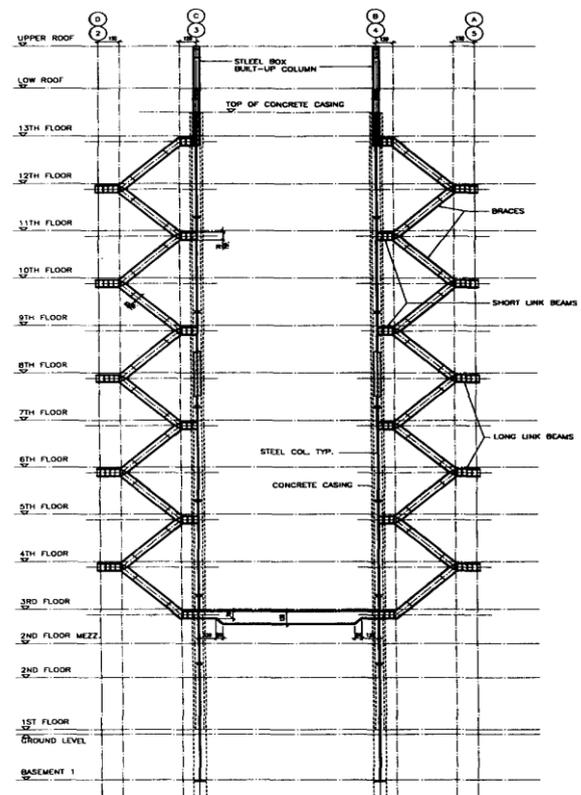 D C B A
2 3 4 5
UPPER ROOF
STLEEL BOX
BUILT-UP COLUMN
LOW ROOF
TOP OF CONCRETE CASING
13TH FLOOR
12TH FLOOR
BRACES
11TH FLOOR
10TH FLOOR
SHORT LINK BEAMS
9TH FLOOR
8TH FLOOR
7TH FLOOR
LONG LINK BEAMS
STEEL COL. TYP.
6TH FLOOR
CONCRETE CASING
5TH FLOOR
4TH FLOOR
3RD FLOOR
2ND FLOOR MEZZ.
2ND FLOOR
1ST FLOOR
GROUND LEVEL
BASEMENT 1